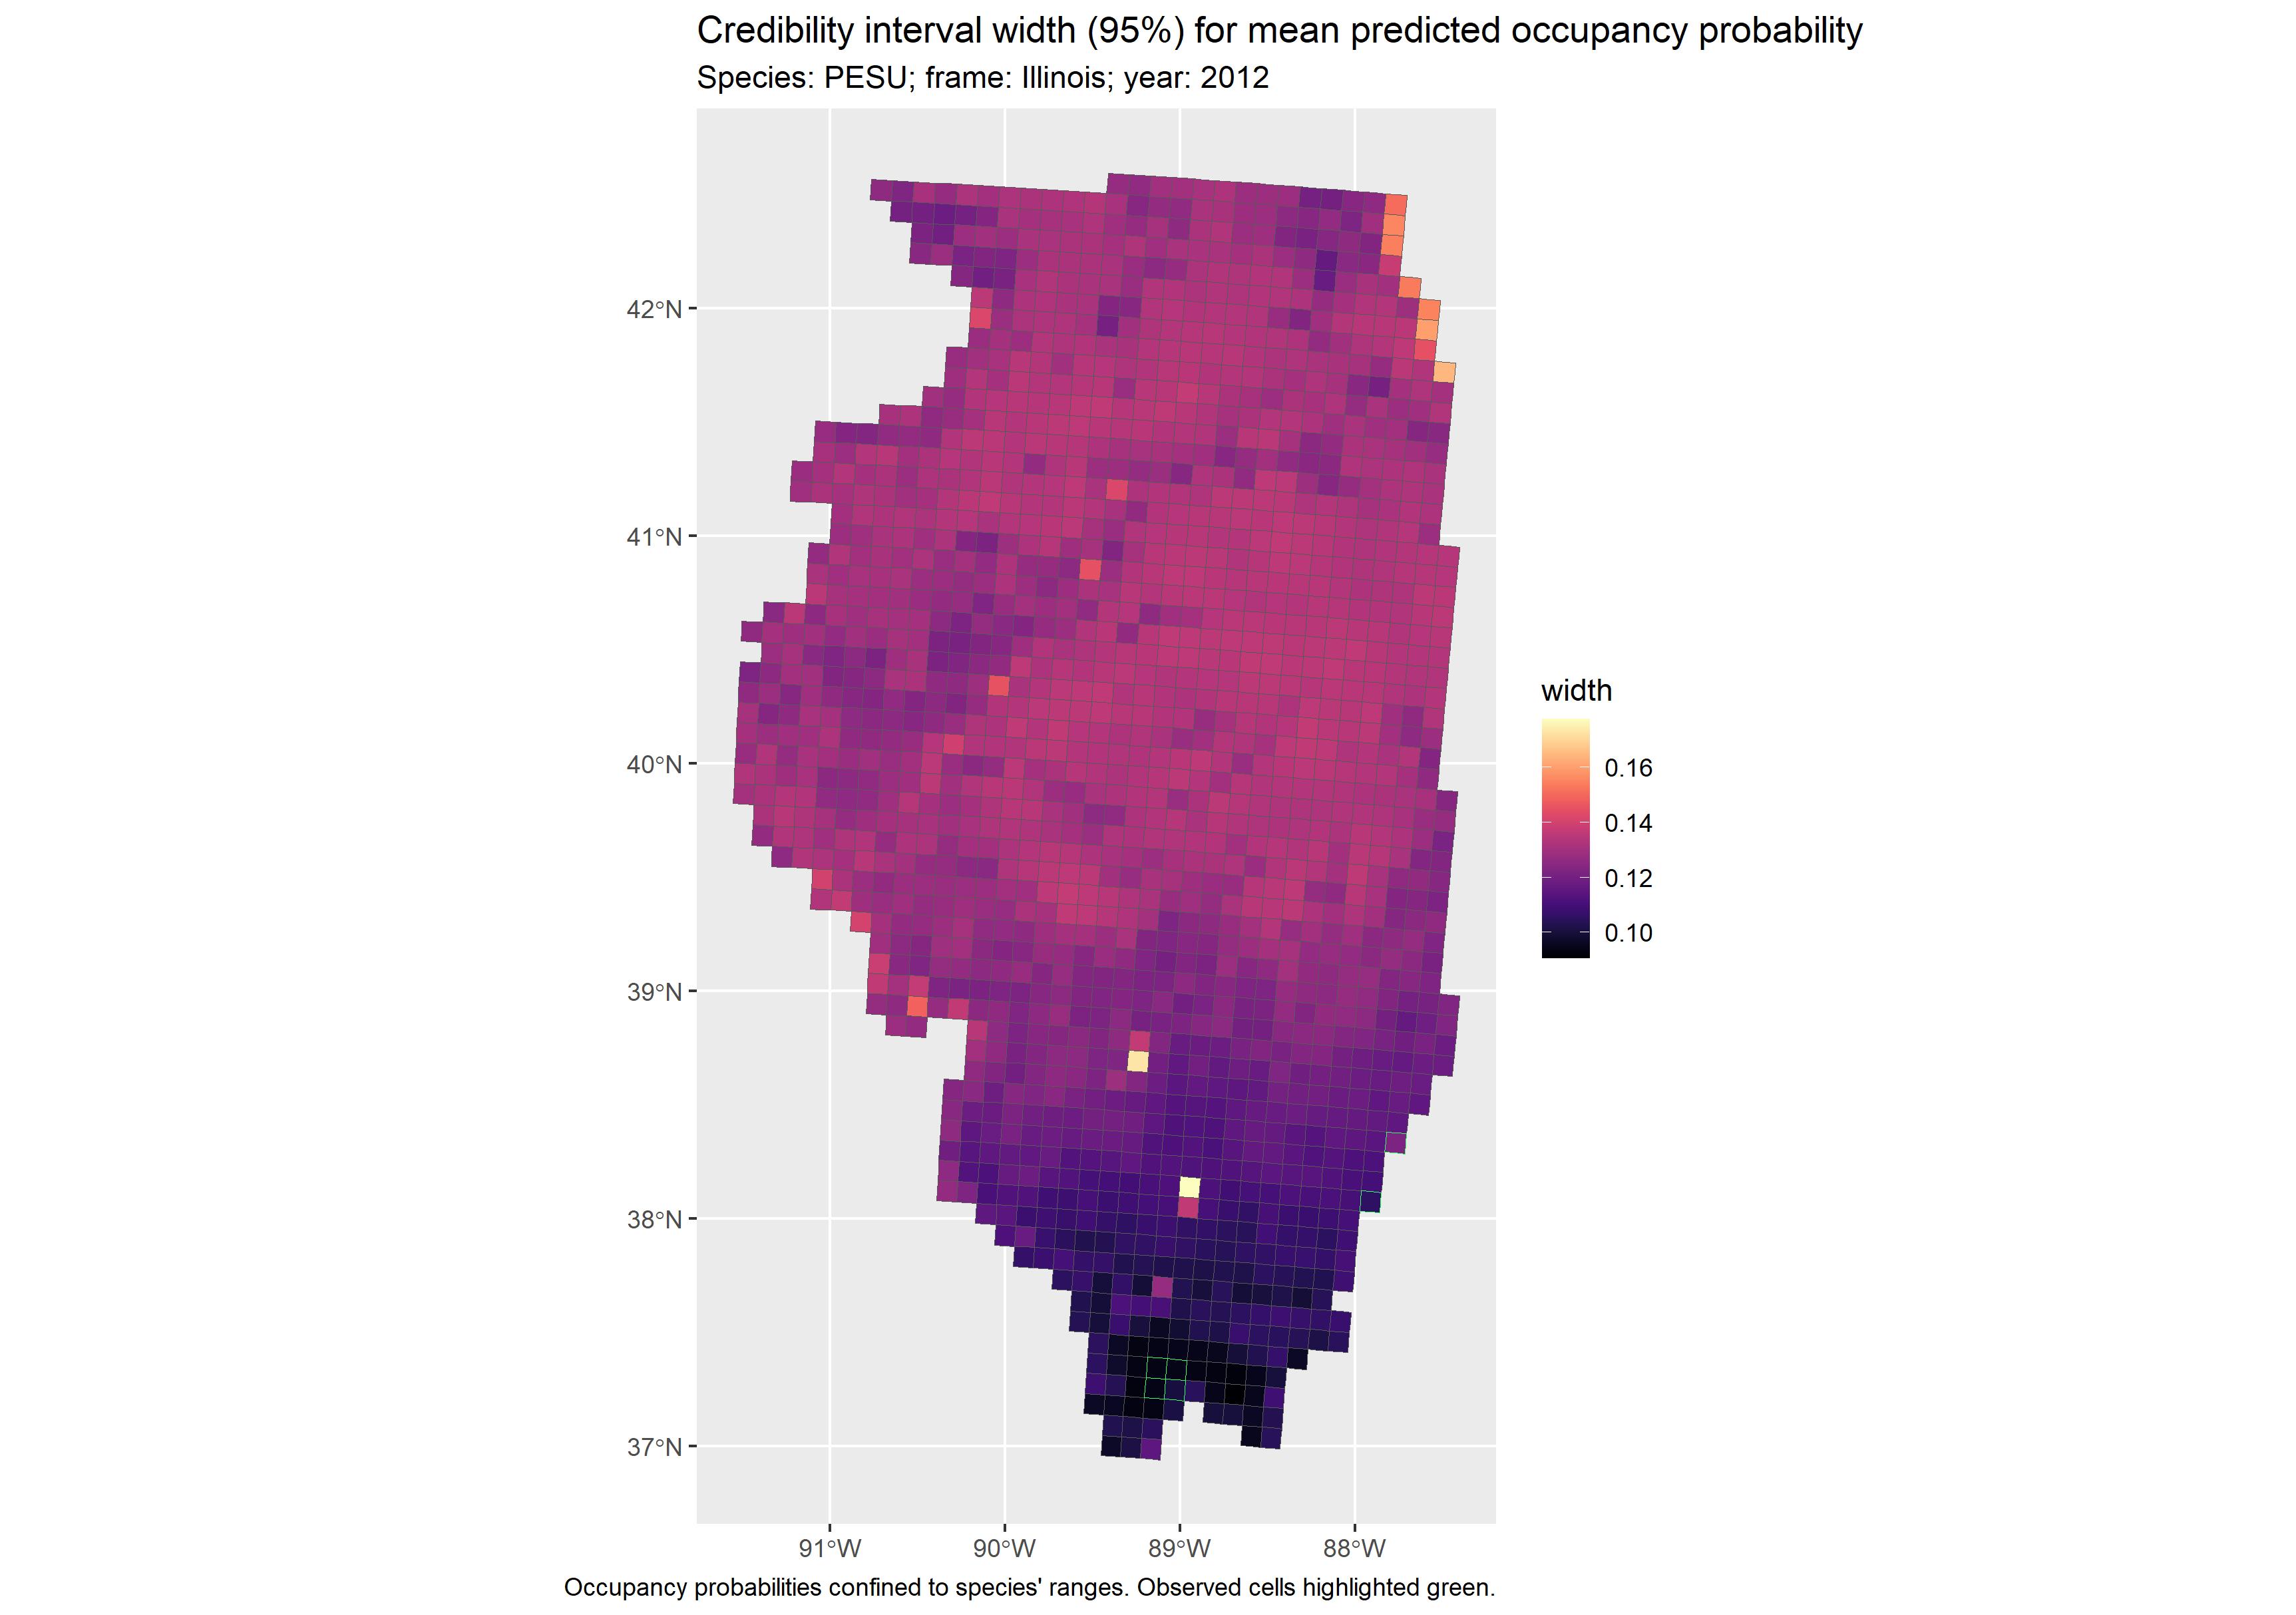 Credibility interval width (95%) for mean predicted occupancy probability
Species: PESU; frame: Illinois; year: 2012
42°N
41°N
40°N
39°N
38°N
37°N
91°W
90°W
89°W
88°W
width
0.16
0.14
0.12
0.10
Occupancy probabilities confined to species' ranges. Observed cells highlighted green.